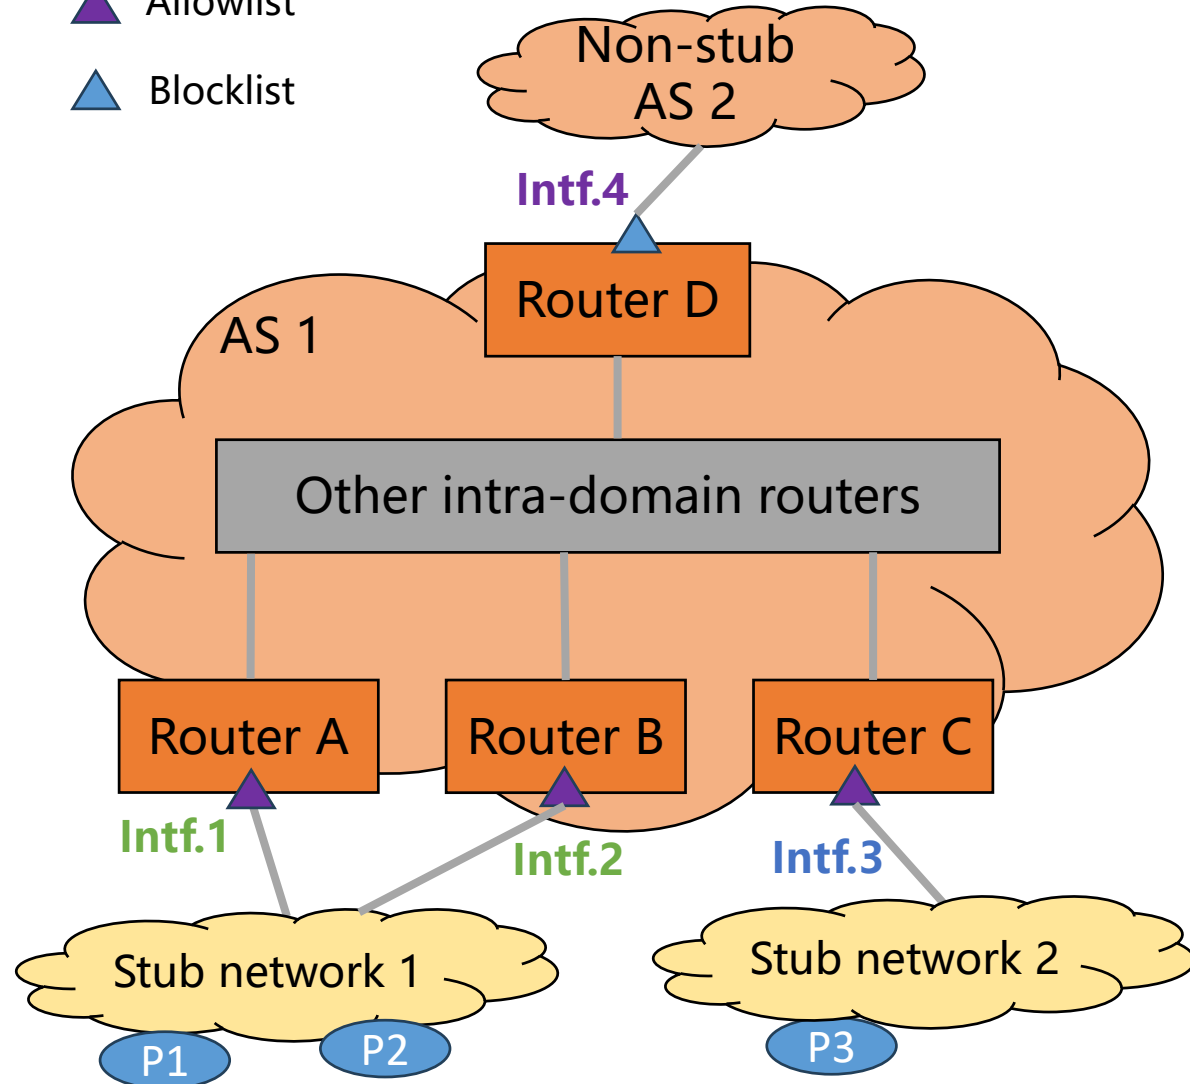 Allowlist
Blocklist
Non-stub
AS 2
Intf.4
Router D
AS 1
Other intra-domain routers
Router A
Router B
Router C
Intf.1
Intf.2
Intf.3
Stub network 1
Stub network 2
P1
P2
P3